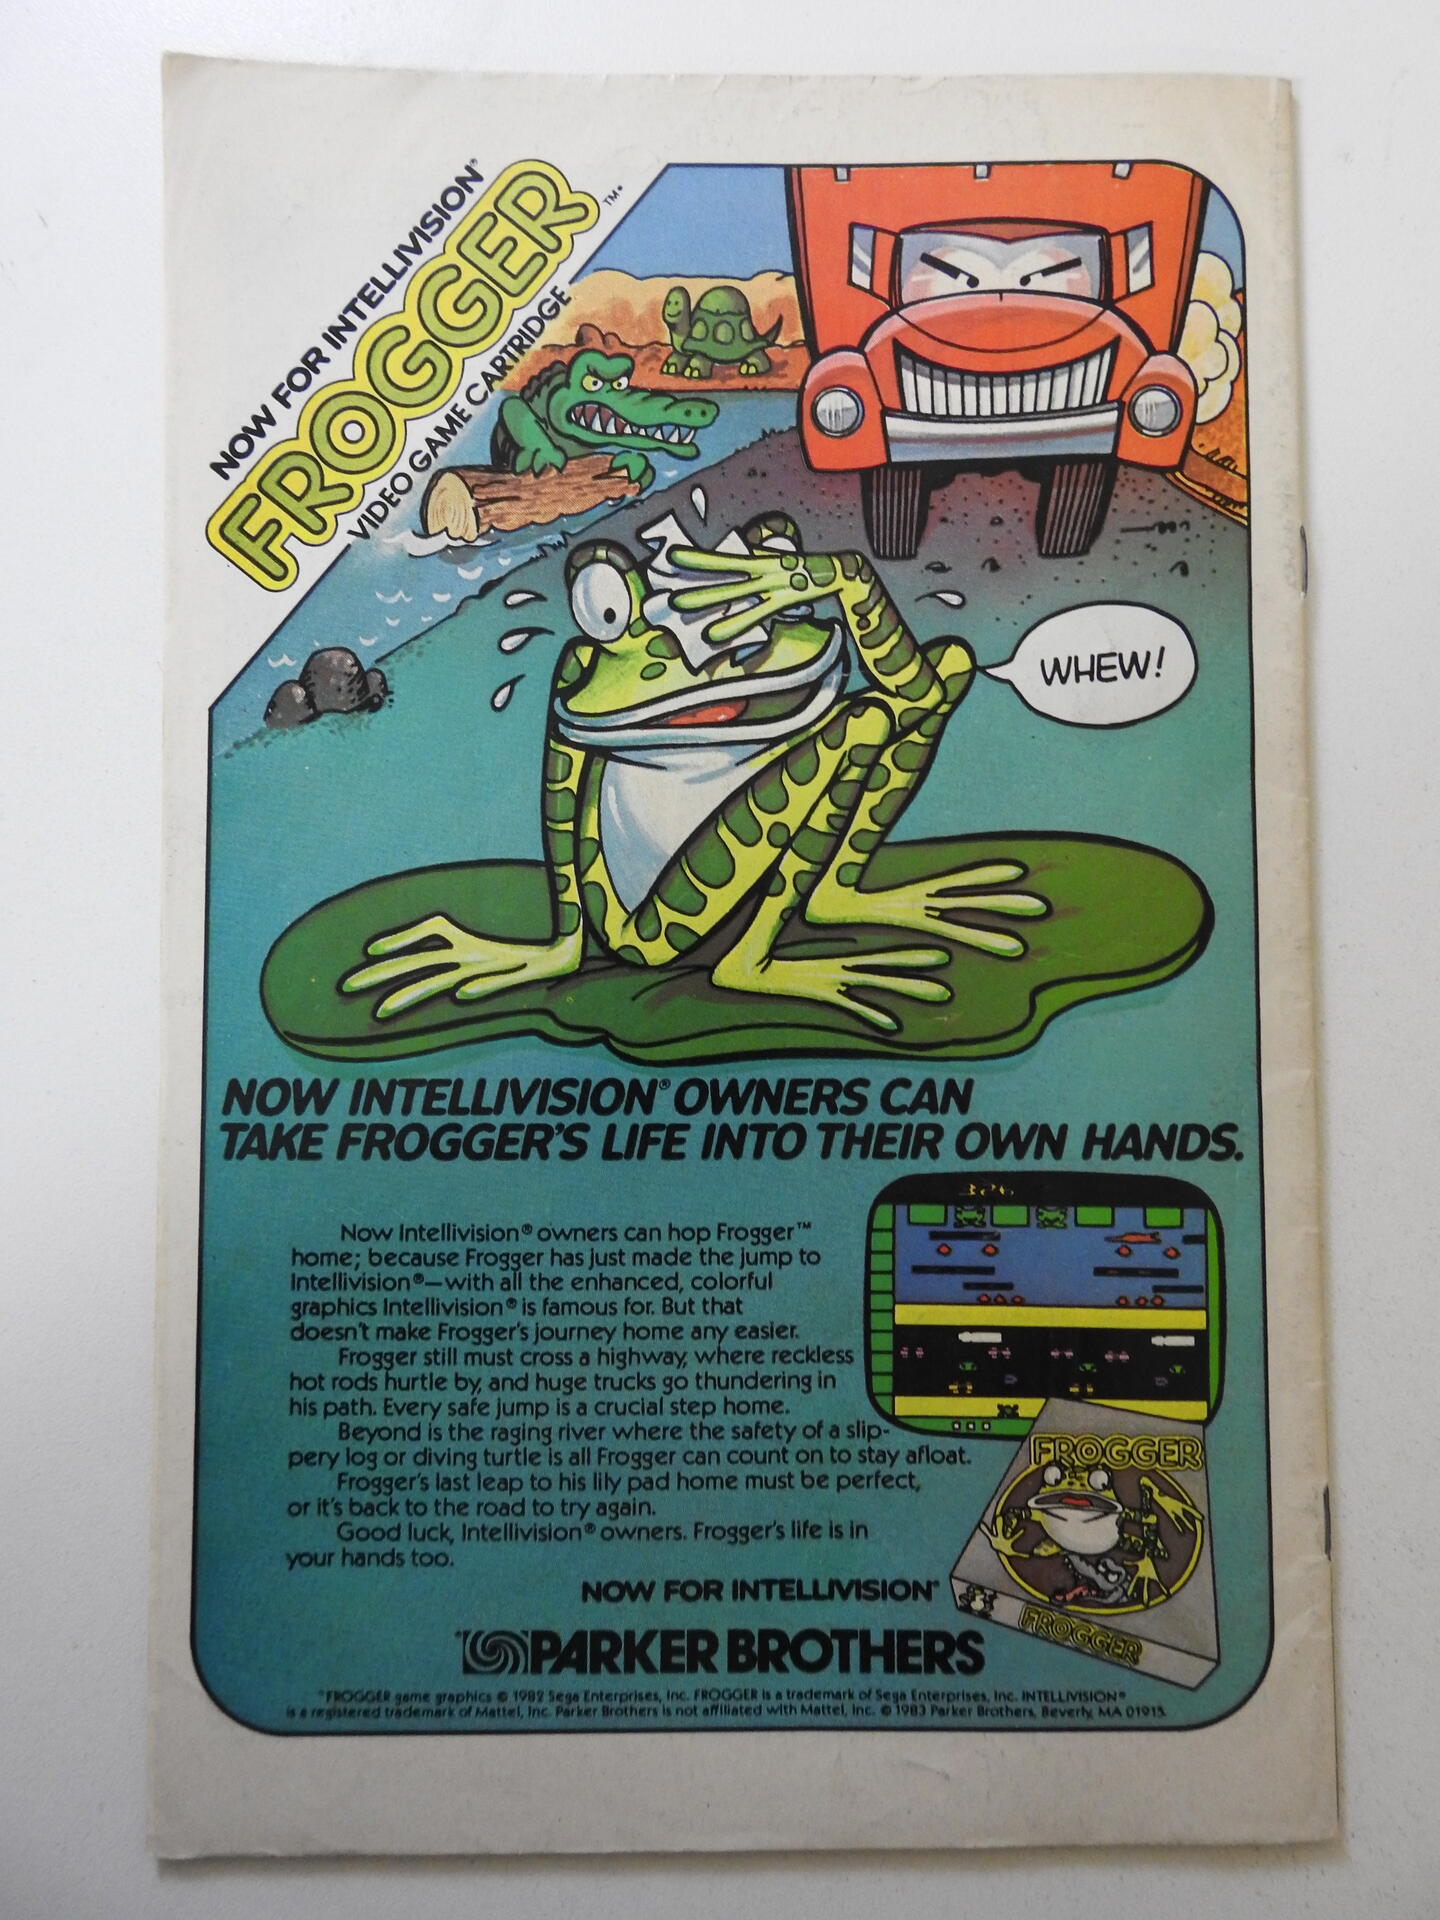 NOW FOR INTELLIVISION®
FROGGER™
VIDEO GAME CARTRIDGE
WHEW!
NOW INTELLIVISION® OWNERS CAN
TAKE FROGGER'S LIFE INTO THEIR OWN HANDS.
Now Intellivision® owners can hop Frogger™
home; because Frogger has just made the jump to
Intellivision®—with all the enhanced, colorful
graphics Intellivision® is famous for. But that
doesn't make Frogger's journey home any easier.
Frogger still must cross a highway, where reckless
hot rods hurtle by, and huge trucks go thundering in
his path. Every safe jump is a crucial step home.
Beyond is the raging river where the safety of a slip-
pery log or diving turtle is all Frogger can count on to stay afloat.
Frogger's last leap to his lily pad home must be perfect,
or it's back to the road to try again.
Good luck, Intellivision® owners. Frogger's life is in
your hands too.
326
FROGGER
FROGGER
NOW FOR INTELLIVISION®
PARKER BROTHERS
FROGGER game graphics © 1982 Sega Enterprises, Inc. FROGGER is a trademark of Sega Enterprises, Inc. INTELLIVISION®
is a registered trademark of Mattel, Inc. Parker Brothers is not affiliated with Mattel, Inc. © 1983 Parker Brothers, Beverly, MA 01915.